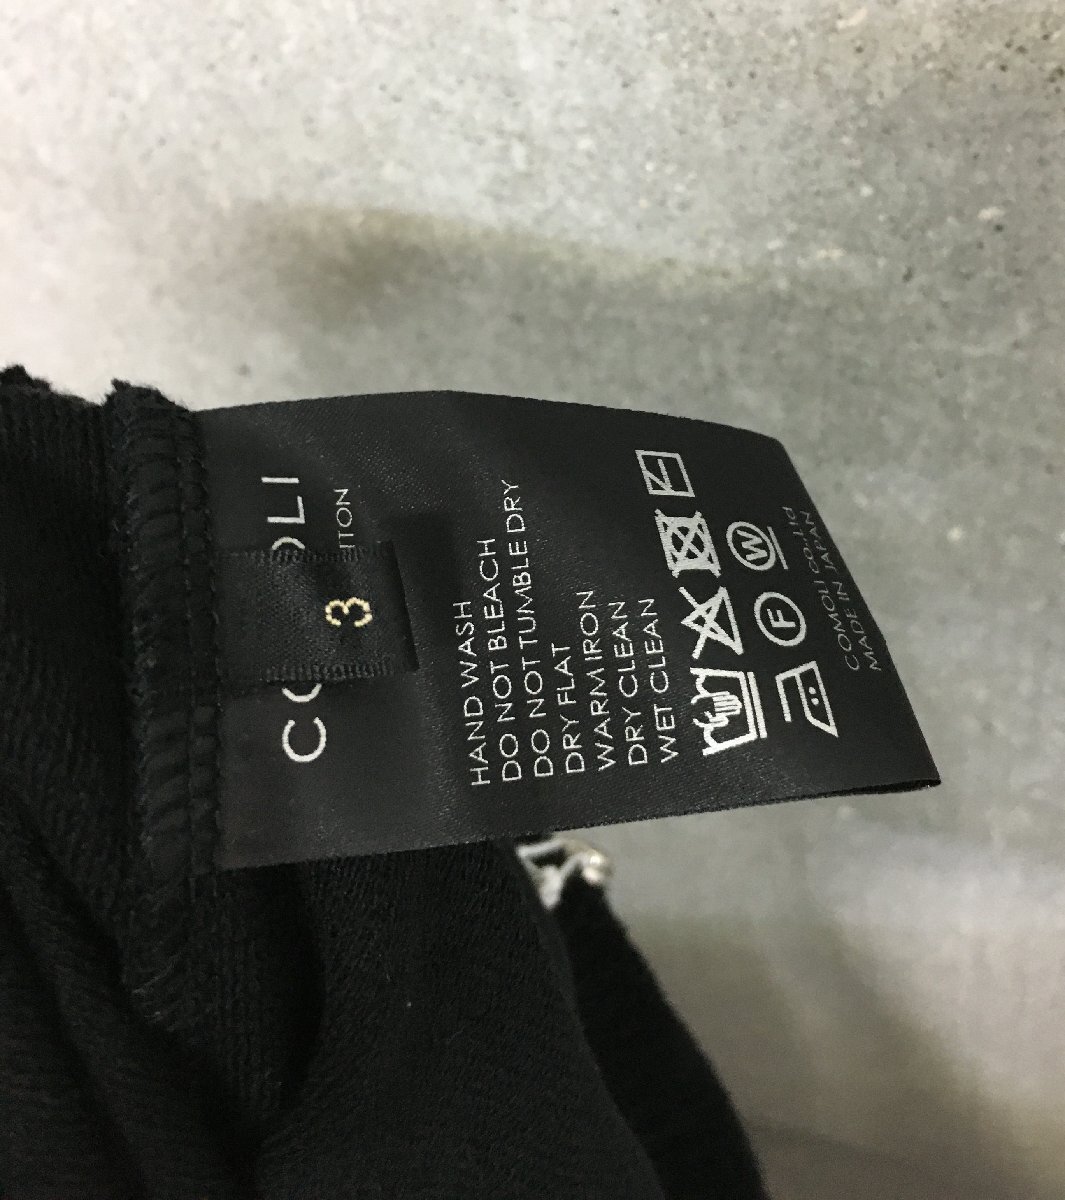 3
HAND WASH
DO NOT BLEACH
DO NOT TUMBLE DRY
DRY FLAT
WARM IRON
DRY CLEAN
WET CLEAN
F W
COMOLI CO.,LTD
MADE IN JAPAN